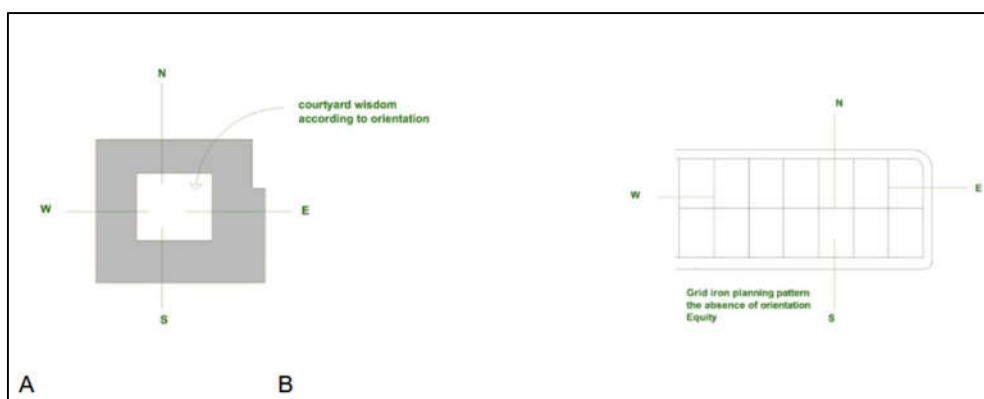 N
courtyard wisdom
according to orientation
W
E
S
A
N
W
E
Grid iron planning pattern
the absence of orientation
Equity
S
B